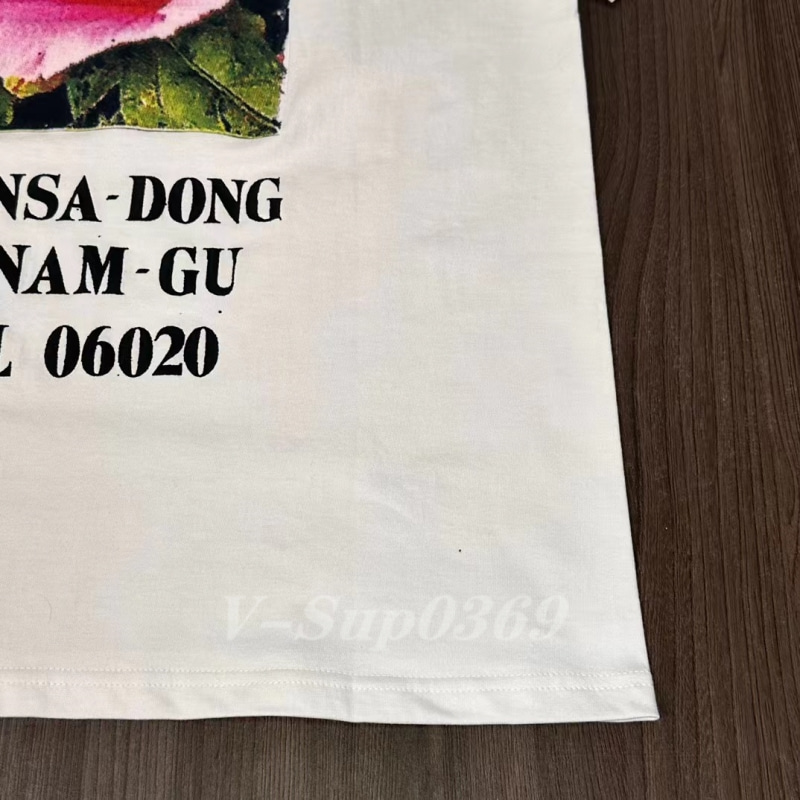 NSA-DONG
NAM-GU
L 06020
V-Sup0369